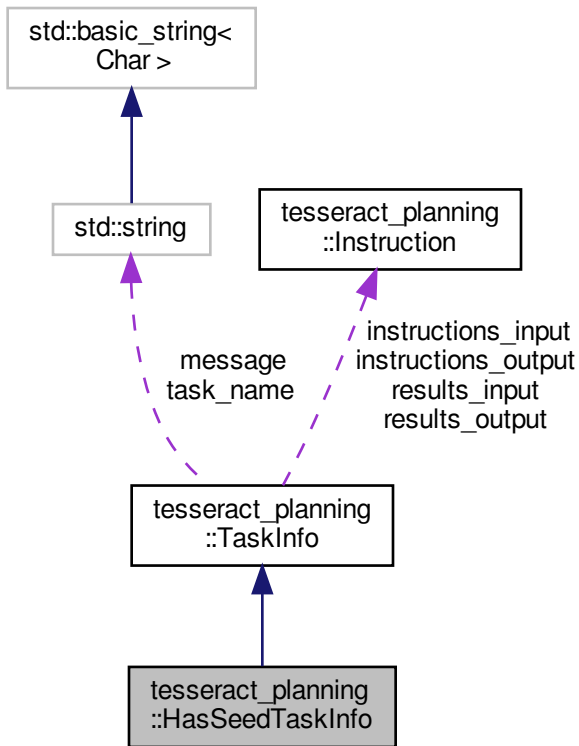 std::basic_string<
Char >
std::string
tesseract_planning
::Instruction
message
task_name
instructions_input
instructions_output
results_input
results_output
tesseract_planning
::TaskInfo
tesseract_planning
::HasSeedTaskInfo